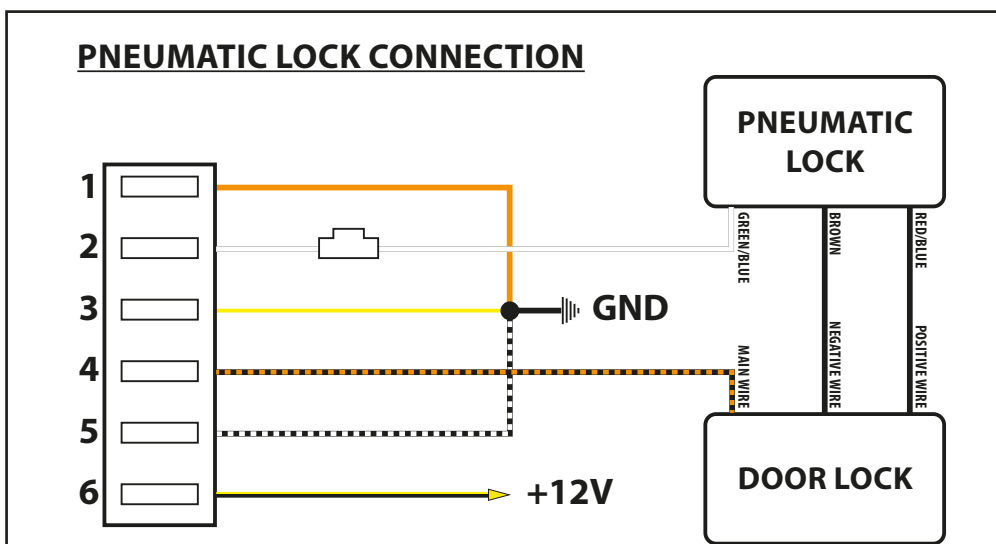 PNEUMATIC LOCK CONNECTION
PNEUMATIC
LOCK
1
2
3
4
5
6
GREEN/BLUE
BROWN
RED/BLUE
GND
MAIN WIRE
NEGATIVE WIRE
POSITIVE WIRE
+12V
DOOR LOCK